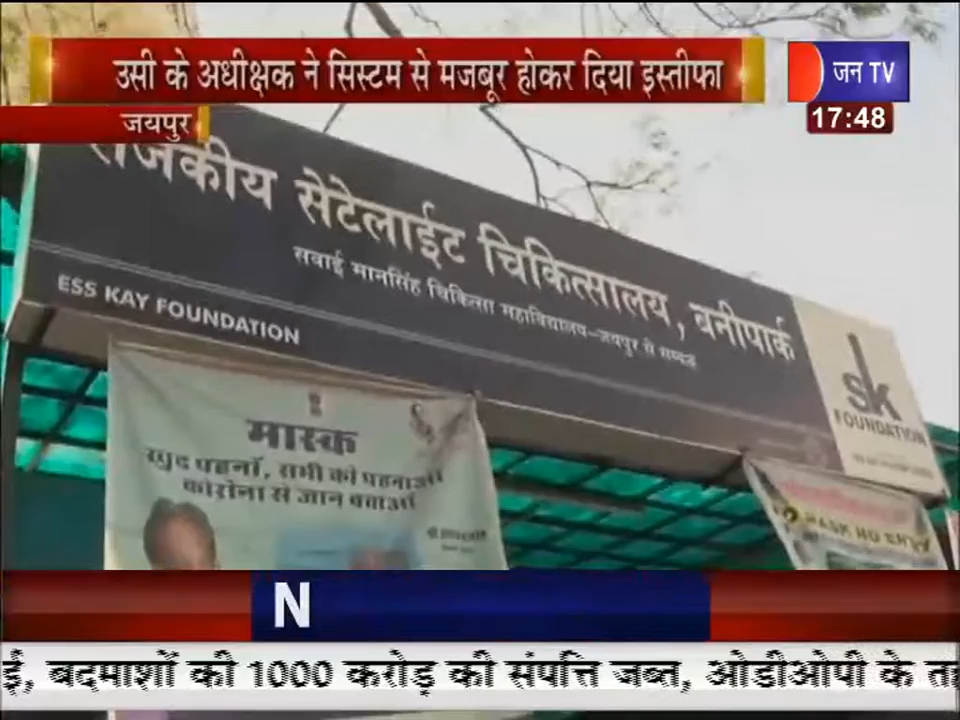 उसी के अधीक्षक ने सिस्टम से मजबूर होकर दिया इस्तीफा
जन TV
17:48
जयपुर
राजकीय सेटेलाईट चिकित्सालय, बनीपार्क
सवाई मानसिंह चिकित्सा महाविद्यालय-जयपुर से सम्बद्ध
ESS KAY FOUNDATION
sk
FOUNDATION
मास्क
खुद पहनों, सभी को पहनाओ
कोरोना से जान बचाओ
N
बदमाशों की 1000 करोड़ की संपत्ति जब्त, ओडीओपी के